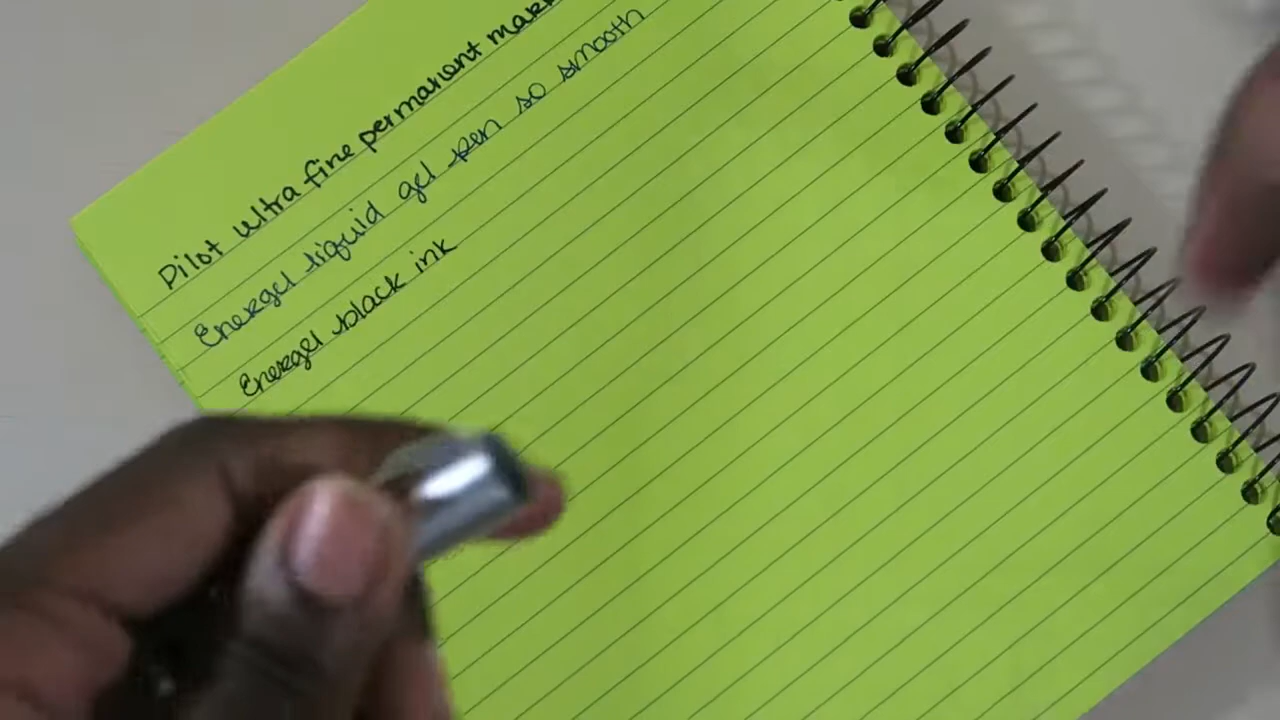 Pilot ultra fine permanent
Energel liquid gel pen so smooth
Energel black ink